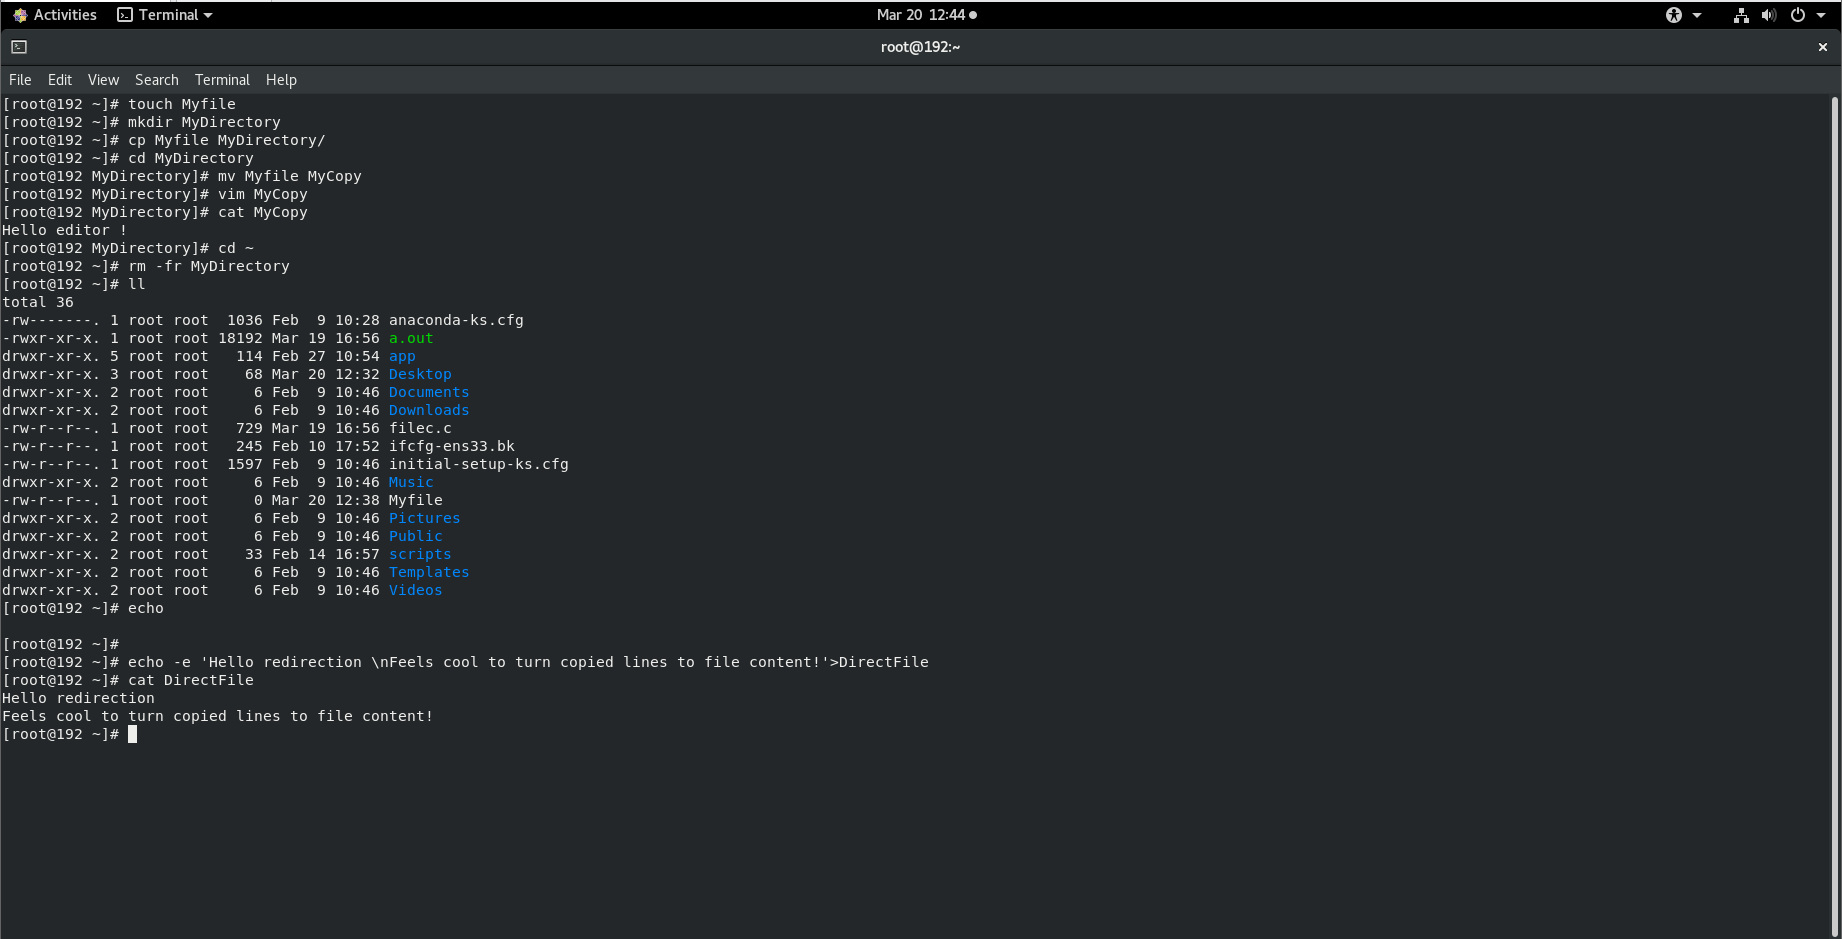 Activities Terminal Mar 20 12:44
root@192:~
File Edit View Search Terminal Help
[root@192 ~]# touch Myfile
[root@192 ~]# mkdir MyDirectory
[root@192 ~]# cp Myfile MyDirectory/
[root@192 ~]# cd MyDirectory
[root@192 MyDirectory]# mv Myfile MyCopy
[root@192 MyDirectory]# vim MyCopy
[root@192 MyDirectory]# cat MyCopy
Hello editor !
[root@192 MyDirectory]# cd ~
[root@192 ~]# rm -fr MyDirectory
[root@192 ~]# ll
total 36
-rw-------. 1 root root  1036 Feb  9 10:28 anaconda-ks.cfg
-rwxr-xr-x. 1 root root 18192 Mar 19 16:56 a.out
drwxr-xr-x. 5 root root   114 Feb 27 10:54 app
drwxr-xr-x. 3 root root    68 Mar 20 12:32 Desktop
drwxr-xr-x. 2 root root     6 Feb  9 10:46 Documents
drwxr-xr-x. 2 root root     6 Feb  9 10:46 Downloads
-rw-r--r--. 1 root root   729 Mar 19 16:56 filec.c
-rw-r--r--. 1 root root   245 Feb 10 17:52 ifcfg-ens33.bk
-rw-r--r--. 1 root root  1597 Feb  9 10:46 initial-setup-ks.cfg
drwxr-xr-x. 2 root root     6 Feb  9 10:46 Music
-rw-r--r--. 1 root root     0 Mar 20 12:38 Myfile
drwxr-xr-x. 2 root root     6 Feb  9 10:46 Pictures
drwxr-xr-x. 2 root root     6 Feb  9 10:46 Public
drwxr-xr-x. 2 root root    33 Feb 14 16:57 scripts
drwxr-xr-x. 2 root root     6 Feb  9 10:46 Templates
drwxr-xr-x. 2 root root     6 Feb  9 10:46 Videos
[root@192 ~]# echo

[root@192 ~]#
[root@192 ~]# echo -e 'Hello redirection \nFeels cool to turn copied lines to file content!'>DirectFile
[root@192 ~]# cat DirectFile
Hello redirection
Feels cool to turn copied lines to file content!
[root@192 ~]#